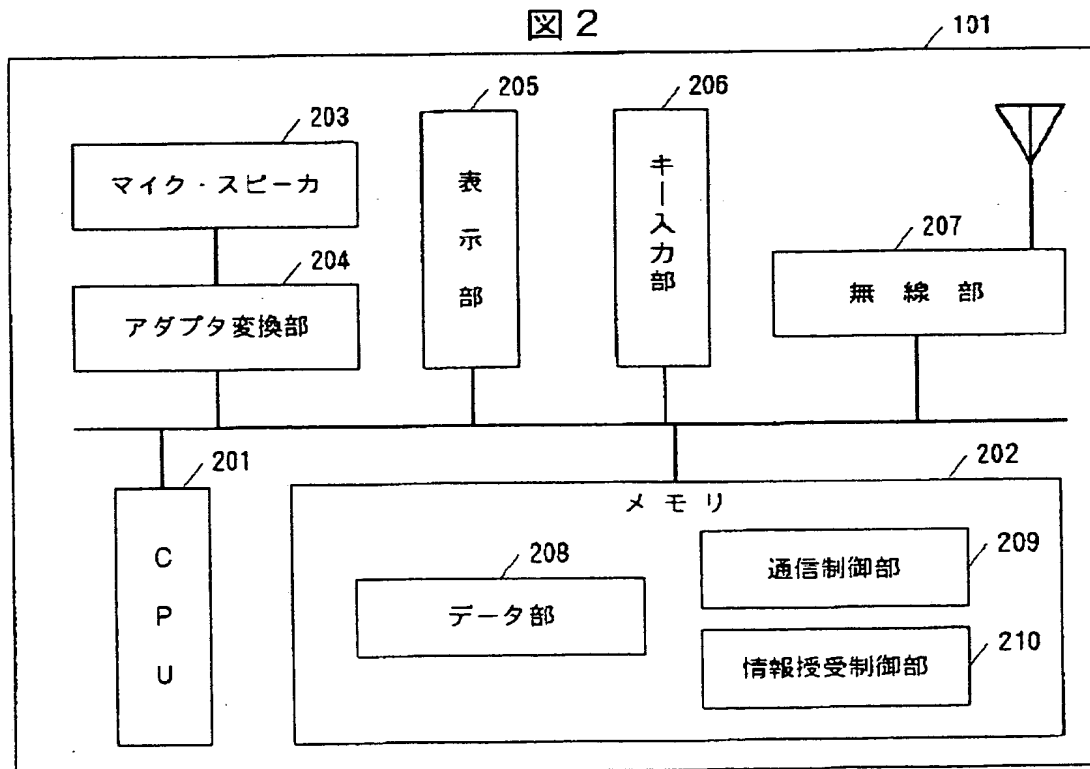 図2
101
203
マイク・スピーカ
204
アダプタ変換部
205
表示部
206
キー入力部
207
無線部
201
CPU
202
メモリ
208
データ部
209
通信制御部
210
情報授受制御部